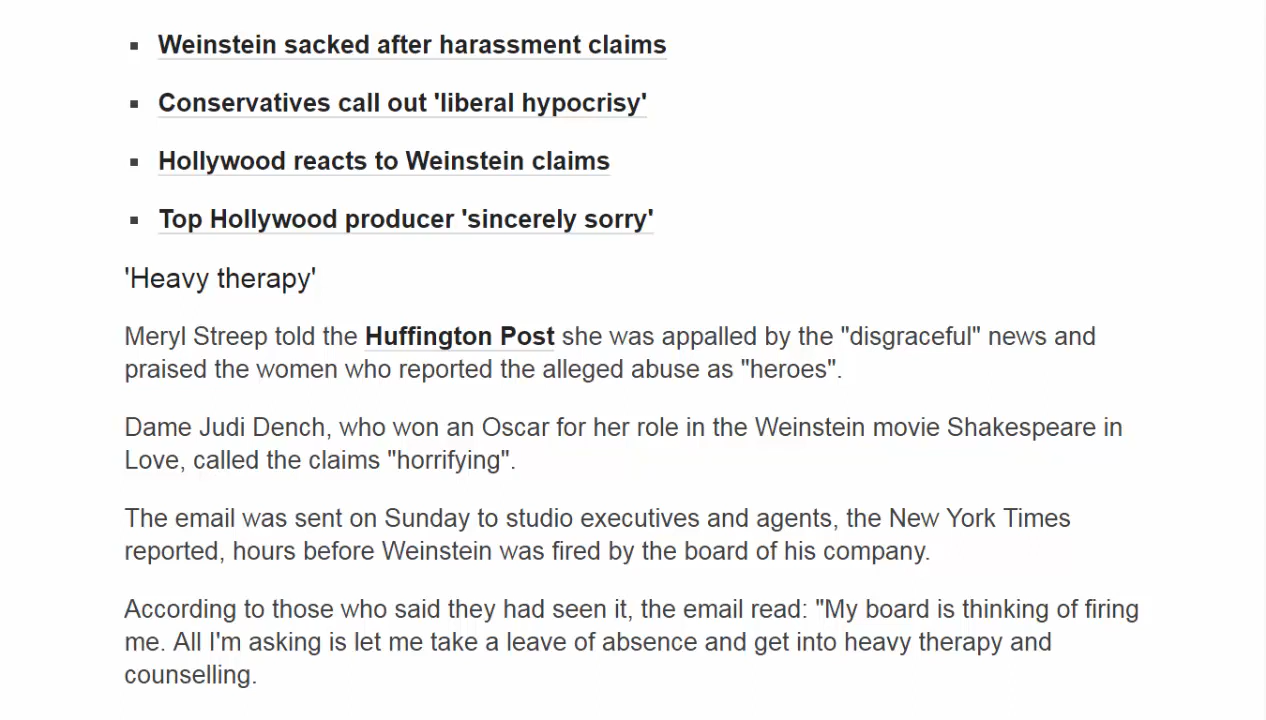 Weinstein sacked after harassment claims
Conservatives call out 'liberal hypocrisy'
Hollywood reacts to Weinstein claims
Top Hollywood producer 'sincerely sorry'
'Heavy therapy'
Meryl Streep told the Huffington Post she was appalled by the "disgraceful" news and
praised the women who reported the alleged abuse as "heroes".
Dame Judi Dench, who won an Oscar for her role in the Weinstein movie Shakespeare in
Love, called the claims "horrifying".
The email was sent on Sunday to studio executives and agents, the New York Times
reported, hours before Weinstein was fired by the board of his company.
According to those who said they had seen it, the email read: "My board is thinking of firing
me. All I'm asking is let me take a leave of absence and get into heavy therapy and
counselling.